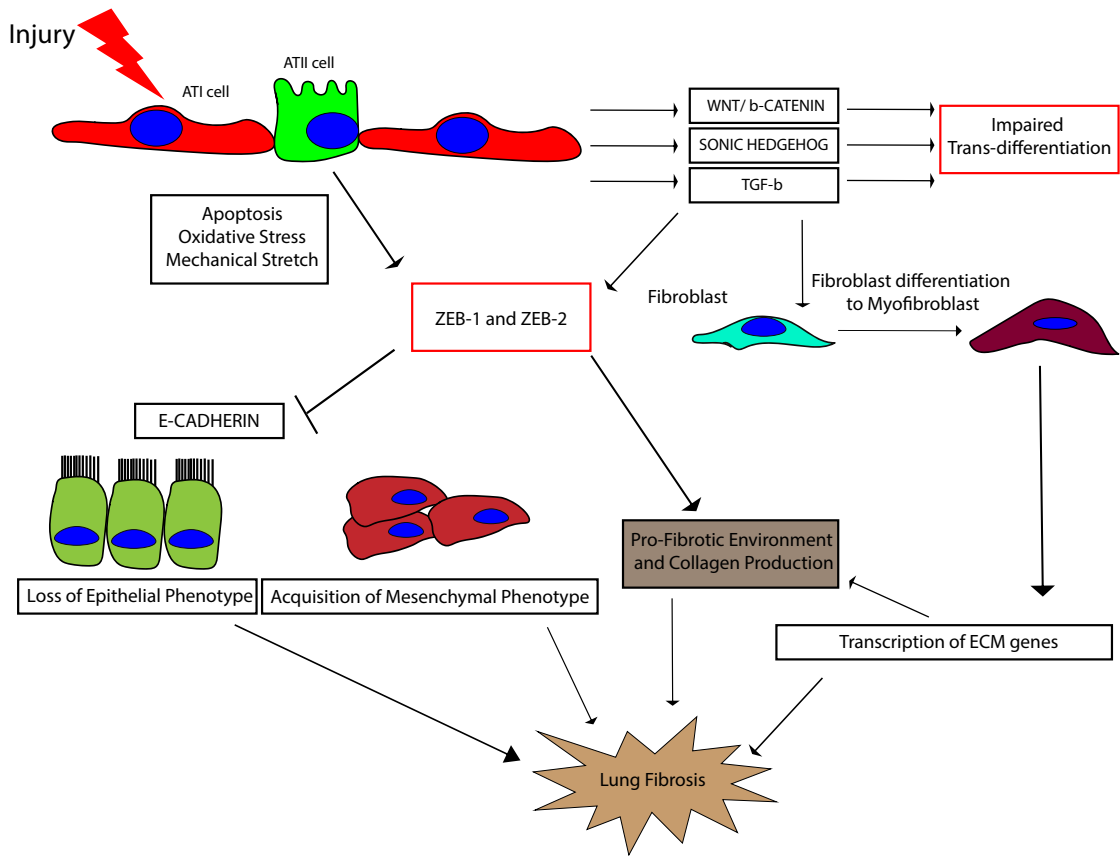 Injury
ATI cell
ATII cell
WNT/ b-CATENIN
SONIC HEDGEHOG
TGF-b
Impaired
Trans-differentiation
Apoptosis
Oxidative Stress
Mechanical Stretch
ZEB-1 and ZEB-2
Fibroblast
Fibroblast differentiation
to Myofibroblast
E-CADHERIN
Pro-Fibrotic Environment
and Collagen Production
Loss of Epithelial Phenotype
Acquisition of Mesenchymal Phenotype
Transcription of ECM genes
Lung Fibrosis